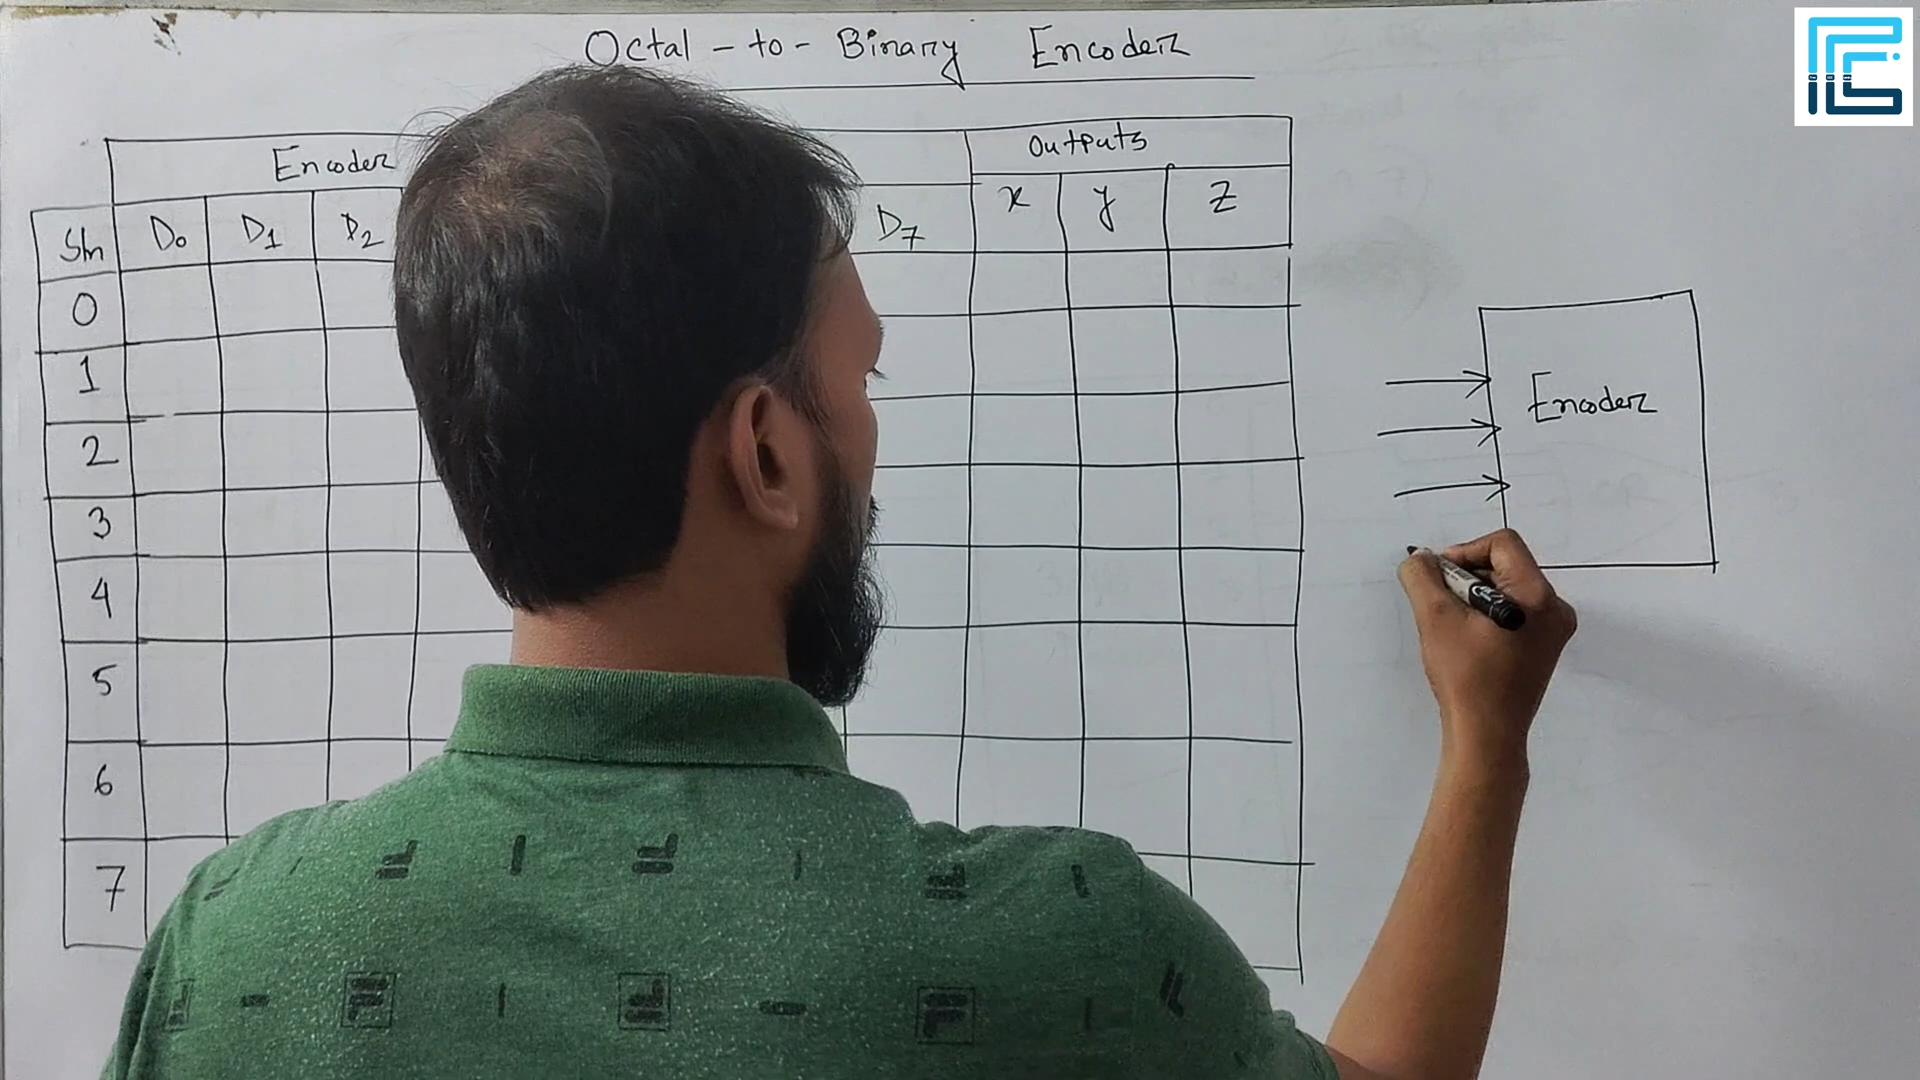 Octal - to - Binary Encoder
Encoder
Outputs
Sln D₀ D₁ D₂ D₇ x y z
0
1
2
3
4
5
6
7
Encoder